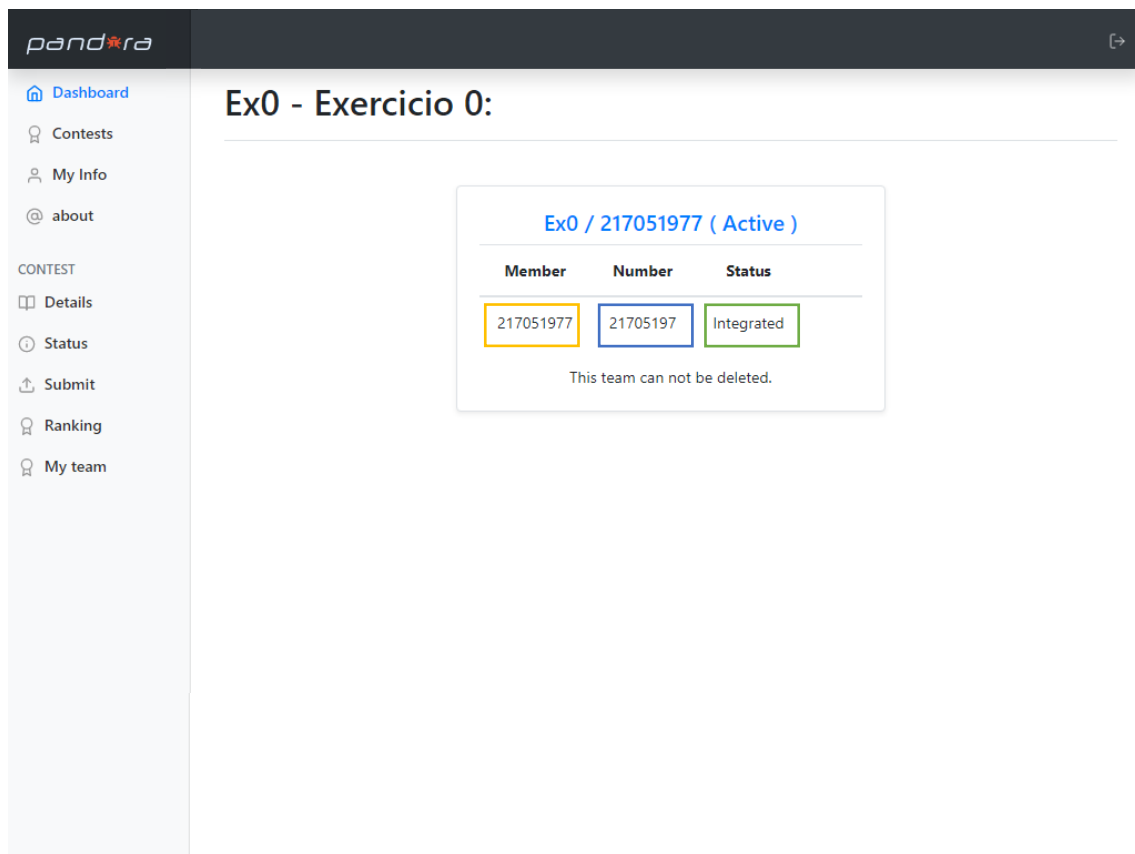 pandora
Dashboard
Contests
My Info
about
CONTEST
Details
Status
Submit
Ranking
My team
Ex0 - Exercicio 0:
Ex0 / 217051977 ( Active )
Member Number Status
217051977 21705197 Integrated
This team can not be deleted.